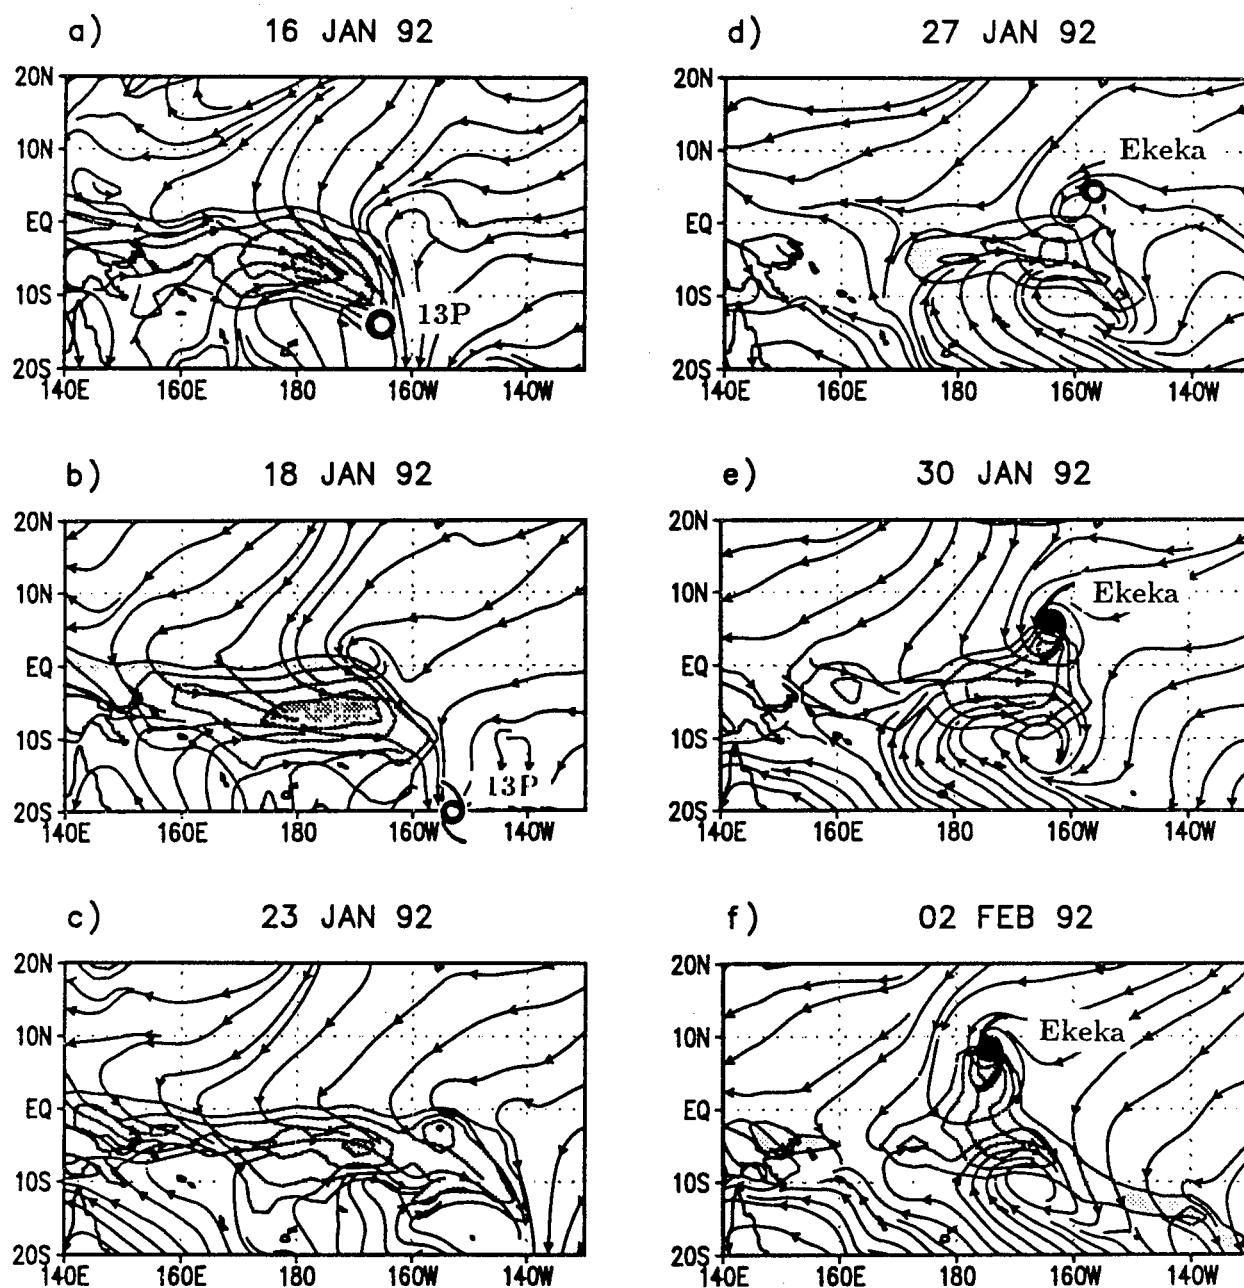 a) 16 JAN 92
20N
10N
EQ
10S
20S
13P
140E 160E 180 160W 140W
b) 18 JAN 92
20N
10N
EQ
10S
20S
13P
140E 160E 180 160W 140W
c) 23 JAN 92
20N
10N
EQ
10S
20S
140E 160E 180 160W 140W
d) 27 JAN 92
20N
10N
EQ
10S
20S
Ekeka
140E 160E 180 160W 140W
e) 30 JAN 92
20N
10N
EQ
10S
20S
Ekeka
140E 160E 180 160W 140W
f) 02 FEB 92
20N
10N
EQ
10S
20S
Ekeka
140E 160E 180 160W 140W